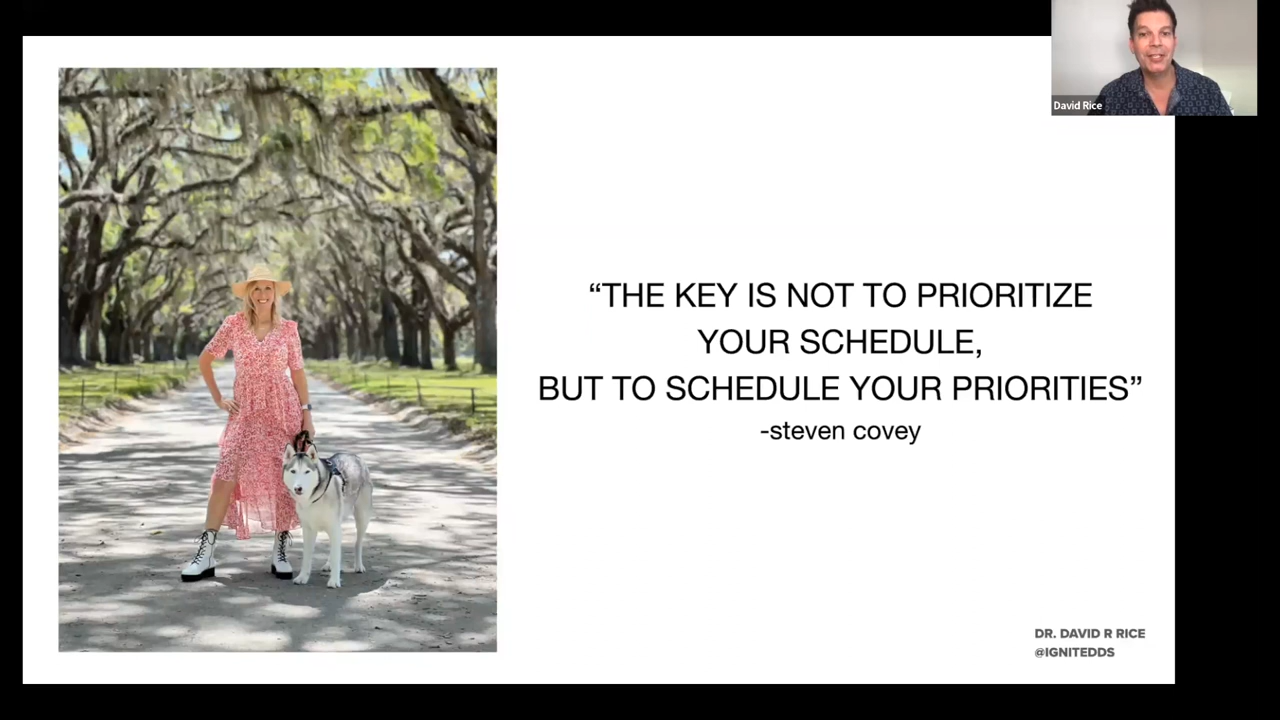 David Rice
“THE KEY IS NOT TO PRIORITIZE
YOUR SCHEDULE,
BUT TO SCHEDULE YOUR PRIORITIES”
-steven covey
DR. DAVID R RICE
@IGNITEDDS